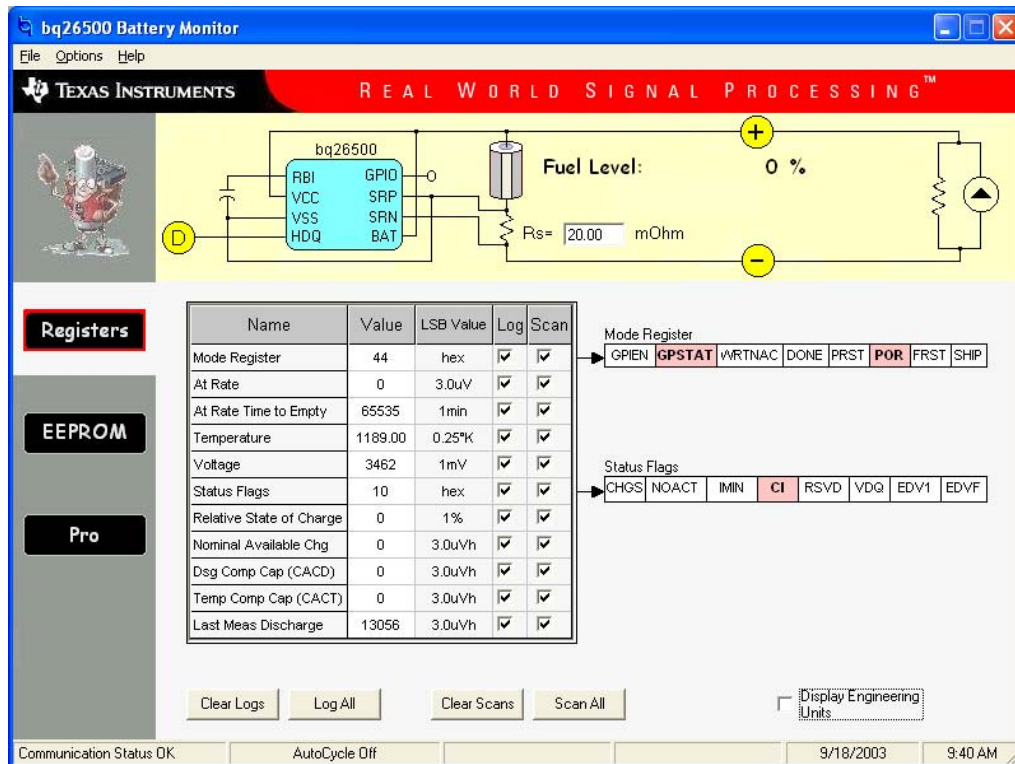 bq26500 Battery Monitor
File Options Help
TEXAS INSTRUMENTS
REAL WORLD SIGNAL PROCESSING™
bq26500
RBI GPIO
VCC SRP
VSS SRN
HDQ BAT
D
+
Fuel Level: 0 %
Rs= 20.00 mOhm
−
Registers
EEPROM
Pro
Name Value LSB Value Log Scan
Mode Register 44 hex
At Rate 0 3.0uV
At Rate Time to Empty 65535 1min
Temperature 1189.00 0.25°K
Voltage 3462 1mV
Status Flags 10 hex
Relative State of Charge 0 1%
Nominal Available Chg 0 3.0uVh
Dsg Comp Cap (CACD) 0 3.0uVh
Temp Comp Cap (CACT) 0 3.0uVh
Last Meas Discharge 13056 3.0uVh
Mode Register
GPIEN GPSTAT WRTNAC DONE PRST POR FRST SHIP
Status Flags
CHGS NOACT IMIN CI RSVD VDQ EDV1 EDVF
Clear Logs Log All Clear Scans Scan All
Display Engineering
Units
Communication Status OK AutoCycle Off 9/18/2003 9:40 AM